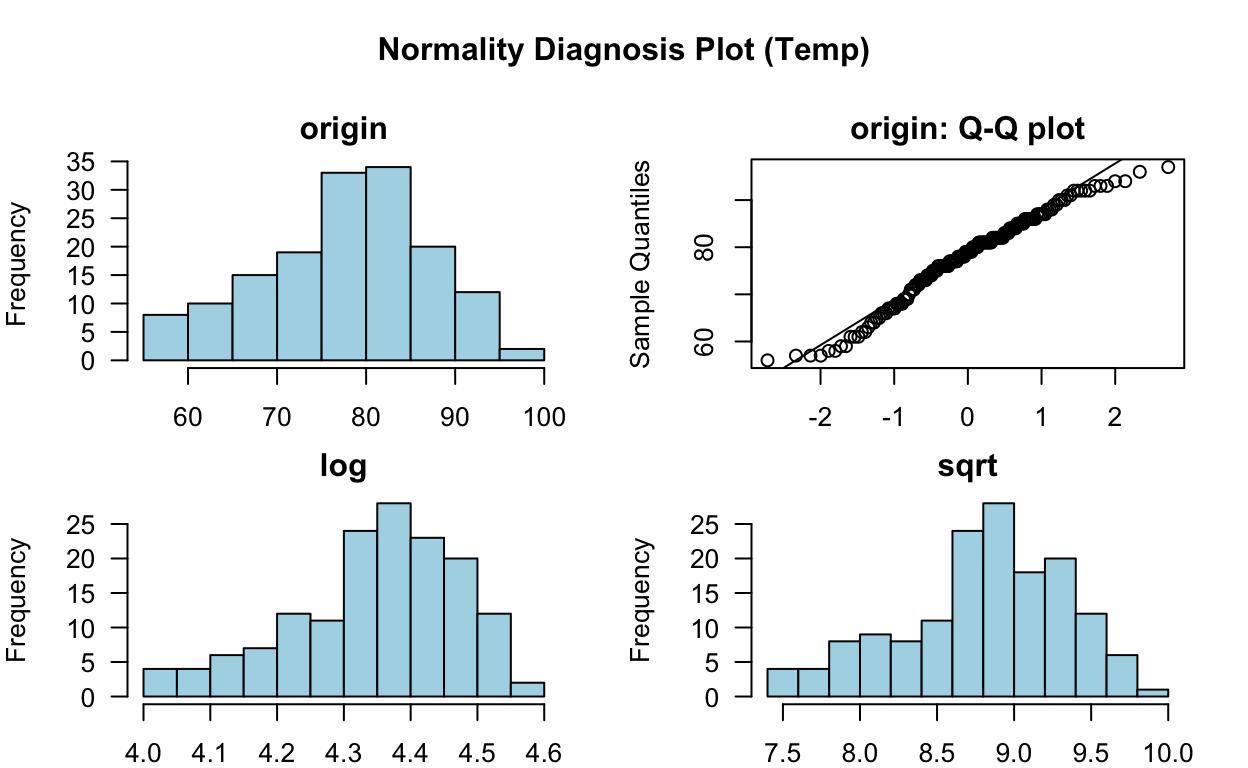 Normality Diagnosis Plot (Temp)
origin
Frequency
35
30
25
20
15
10
5
0
60 70 80 90 100
origin: Q-Q plot
Sample Quantiles
80
60
-2 -1 0 1 2
log
Frequency
25
20
15
10
5
0
4.0 4.1 4.2 4.3 4.4 4.5 4.6
sqrt
Frequency
25
20
15
10
5
0
7.5 8.0 8.5 9.0 9.5 10.0